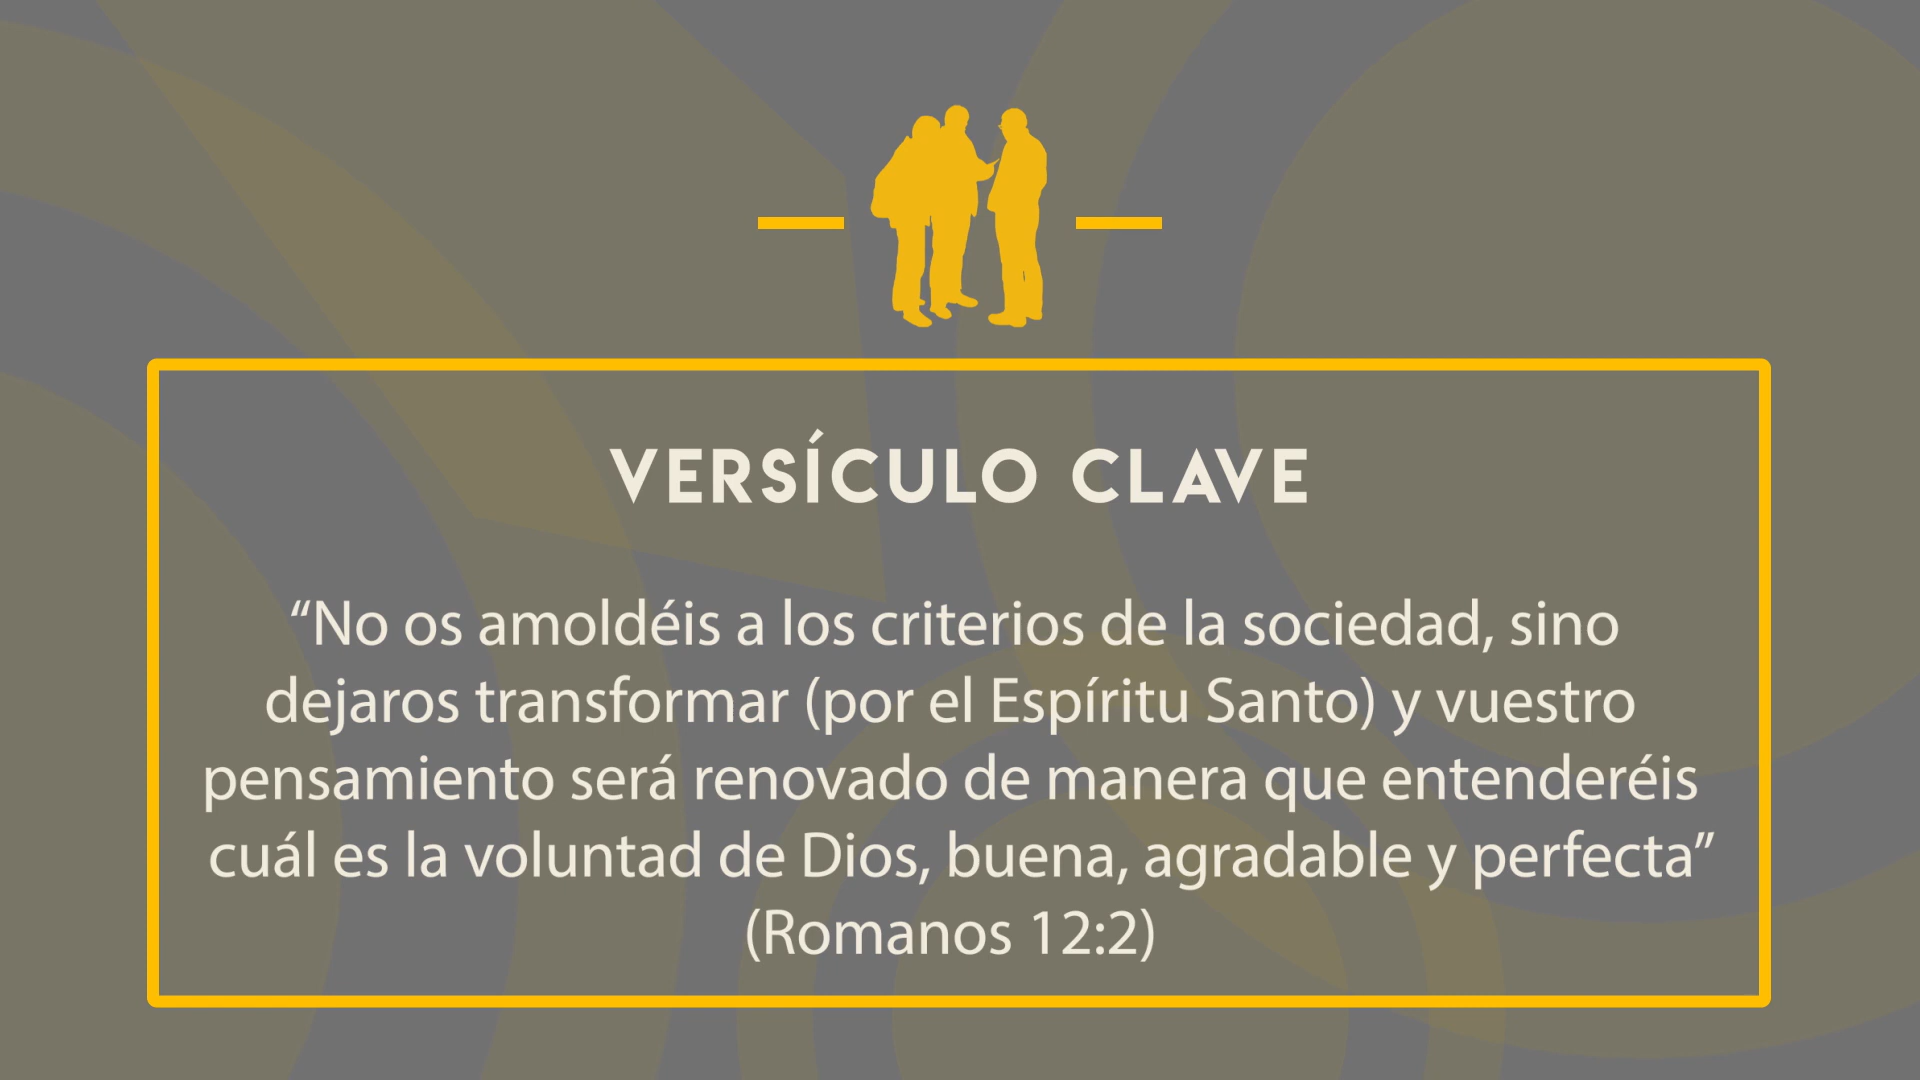 VERSÍCULO CLAVE
“No os amoldéis a los criterios de la sociedad, sino
dejaros transformar (por el Espíritu Santo) y vuestro
pensamiento será renovado de manera que entenderéis
cuál es la voluntad de Dios, buena, agradable y perfecta”
(Romanos 12:2)